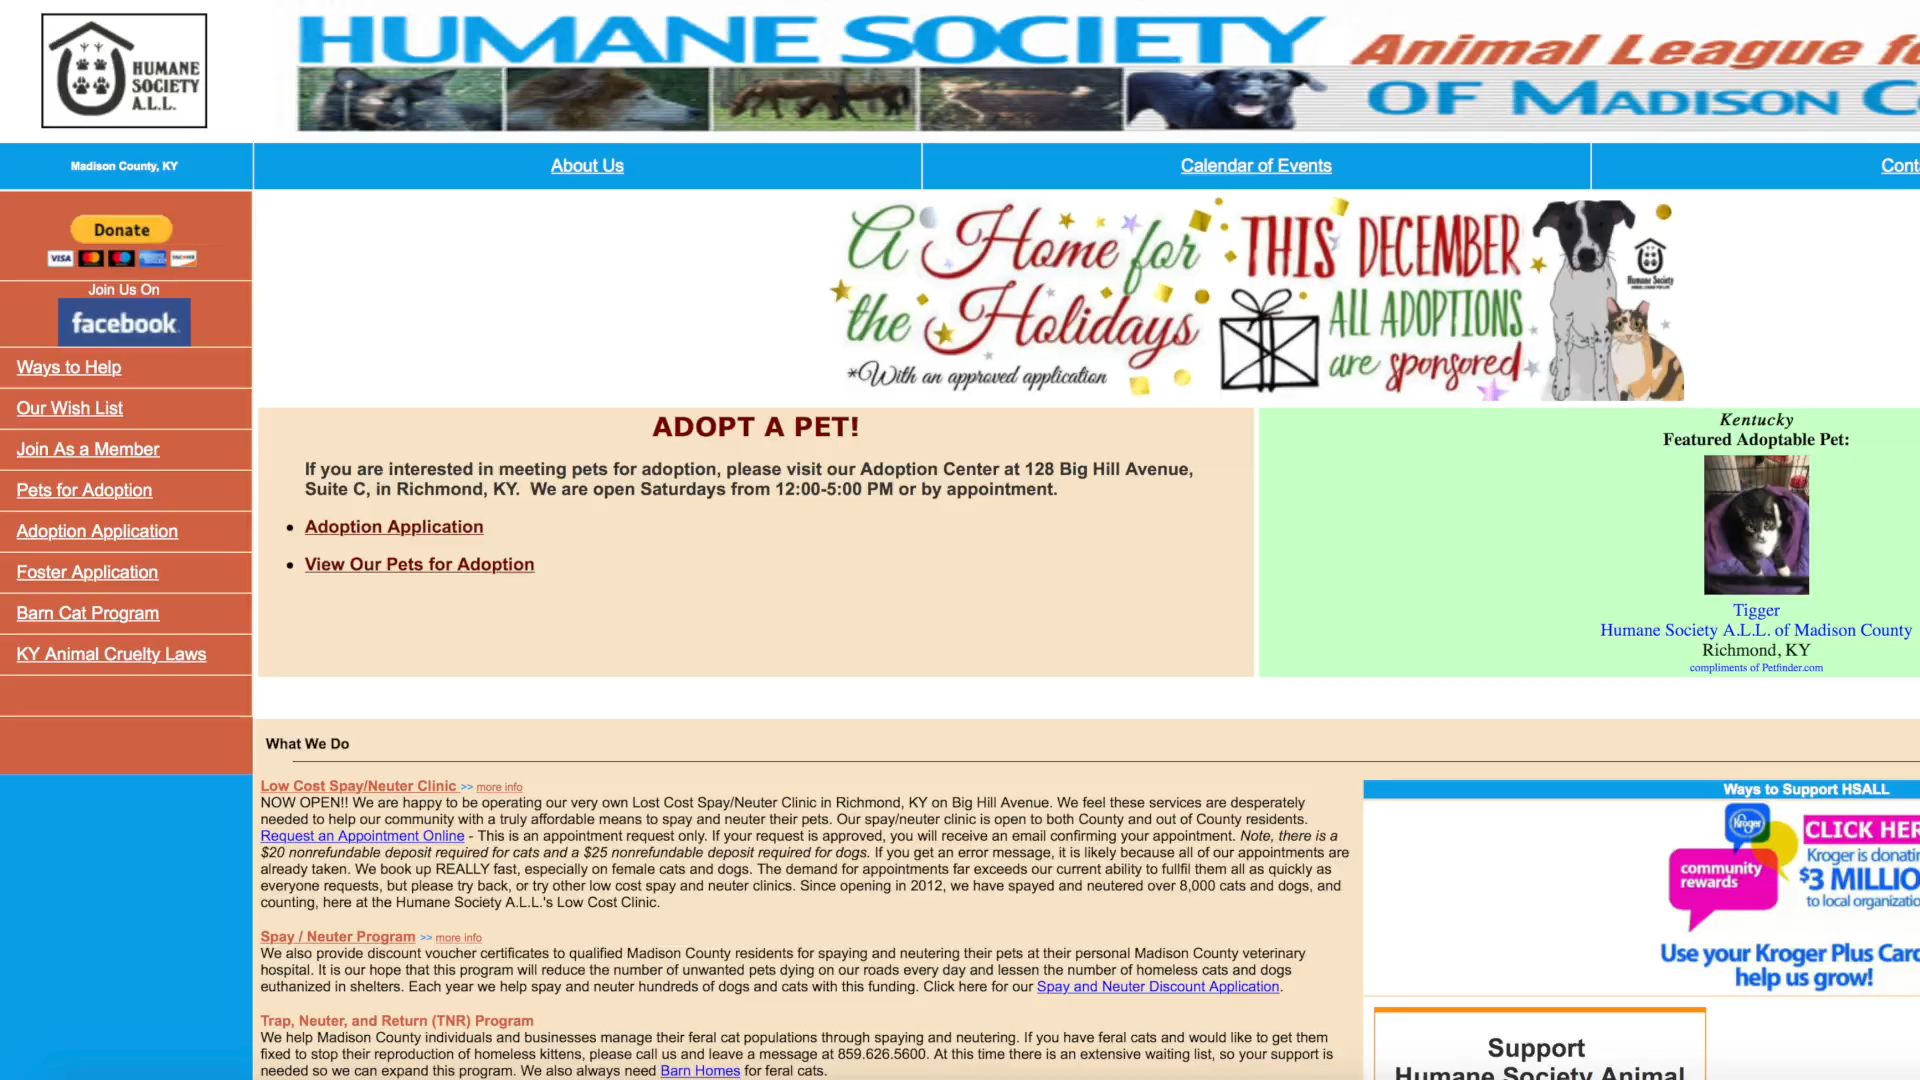 HUMANE
SOCIETY
A.L.L.
HUMANE SOCIETY
Animal League
OF MADISON
Madison County, KY
About Us
Calendar of Events
Donate
VISA
DISCOVER
Join Us On
facebook
Ways to Help
Our Wish List
Join As a Member
Pets for Adoption
Adoption Application
Foster Application
Barn Cat Program
KY Animal Cruelty Laws
A Home for
the Holidays
*With an approved application
THIS DECEMBER
ALL ADOPTIONS
are sponsored
Humane Society
ADOPT A PET!
If you are interested in meeting pets for adoption, please visit our Adoption Center at 128 Big Hill Avenue,
Suite C, in Richmond, KY. We are open Saturdays from 12:00-5:00 PM or by appointment.
• Adoption Application
• View Our Pets for Adoption
Kentucky
Featured Adoptable Pet:
Tigger
Humane Society A.L.L. of Madison County
Richmond, KY
compliments of Petfinder.com
What We Do
Low Cost Spay/Neuter Clinic >> more info
NOW OPEN!! We are happy to be operating our very own Lost Cost Spay/Neuter Clinic in Richmond, KY on Big Hill Avenue. We feel these services are desperately
needed to help our community with a truly affordable means to spay and neuter their pets. Our spay/neuter clinic is open to both County and out of County residents.
Request an Appointment Online - This is an appointment request only. If your request is approved, you will receive an email confirming your appointment. Note, there is a
$20 nonrefundable deposit required for cats and a $25 nonrefundable deposit required for dogs. If you get an error message, it is likely because all of our appointments are
already taken. We book up REALLY fast, especially on female cats and dogs. The demand for appointments far exceeds our current ability to fullfil them all as quickly as
everyone requests, but please try back, or try other low cost spay and neuter clinics. Since opening in 2012, we have spayed and neutered over 8,000 cats and dogs, and
counting, here at the Humane Society A.L.L.'s Low Cost Clinic.
Spay / Neuter Program >> more info
We also provide discount voucher certificates to qualified Madison County residents for spaying and neutering their pets at their personal Madison County veterinary
hospital. It is our hope that this program will reduce the number of unwanted pets dying on our roads every day and lessen the number of homeless cats and dogs
euthanized in shelters. Each year we help spay and neuter hundreds of dogs and cats with this funding. Click here for our Spay and Neuter Discount Application.
Trap, Neuter, and Return (TNR) Program
We help Madison County individuals and businesses manage their feral cat populations through spaying and neutering. If you have feral cats and would like to get them
fixed to stop their reproduction of homeless kittens, please call us and leave a message at 859.626.5600. At this time there is an extensive waiting list, so your support is
needed so we can expand this program. We also always need Barn Homes for feral cats.
Ways to Support HSALL
Kroger
community
rewards
CLICK HER
Kroger is donatin
$3 MILLIO
to local organizatio
Use your Kroger Plus Car
help us grow!
Support
Humane Society Animal